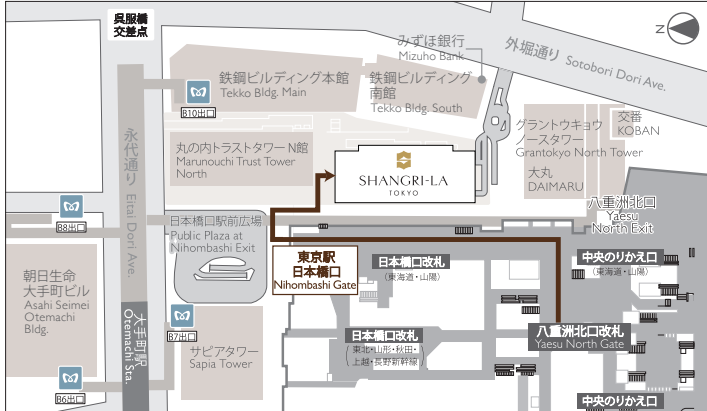 呉服橋
交差点
みずほ銀行
Mizuho Bank
外堀通り Sotobori Dori Ave.
N
鉄鋼ビルディング本館
Tekko Bldg. Main
鉄鋼ビルディング
南館
Tekko Bldg. South
B10出口
永代通り Eitai Dori Ave.
丸の内トラストタワー N館
Marunouchi Trust Tower
North
SHANGRI-LA
TOKYO
グラントウキョウ
ノースタワー
Grantokyo North Tower
交番
KOBAN
大丸
DAIMARU
八重洲北口
Yaesu
North Exit
B8出口
日本橋口駅前広場
Public Plaza at
Nihombashi Exit
東京駅
日本橋口
Nihombashi Gate
日本橋口改札
(東海道・山陽)
中央のりかえ口
(東海道・山陽)
朝日生命
大手町ビル
Asahi Seimei
Otemachi
Bldg.
大手町駅
Otemachi Sta.
B7出口
サピアタワー
Sapia Tower
日本橋口改札
(東北・山形・秋田・
上越・長野新幹線)
八重洲北口改札
Yaesu North Gate
B6出口
中央のりかえ口